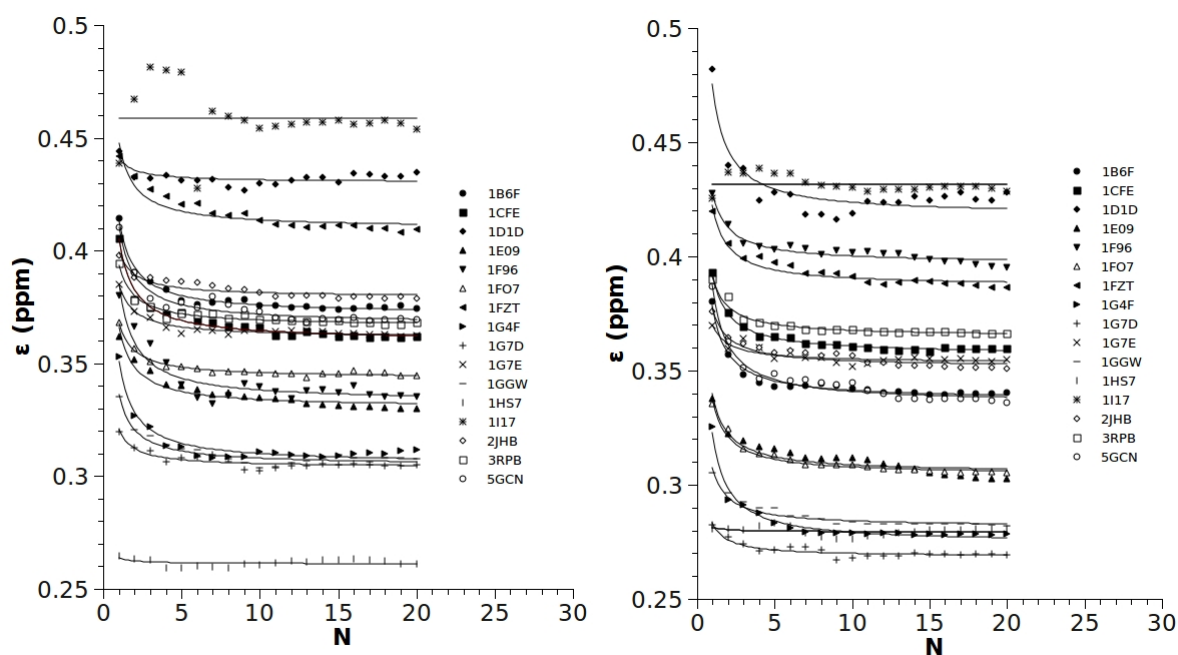 0.5
0.45
0.4
0.35
0.3
0.25
ε (ppm)
0 5 10 15 20 25 30
N
1B6F
1CFE
1D1D
1E09
1F96
1FO7
1FZT
1G4F
1G7D
1G7E
1GGW
1HS7
1I17
2JHB
3RPB
5GCN
0.5
0.45
0.4
0.35
0.3
0.25
ε (ppm)
0 5 10 15 20 25 30
N
1B6F
1CFE
1D1D
1E09
1F96
1FO7
1FZT
1G4F
1G7D
1G7E
1GGW
1HS7
1I17
2JHB
3RPB
5GCN